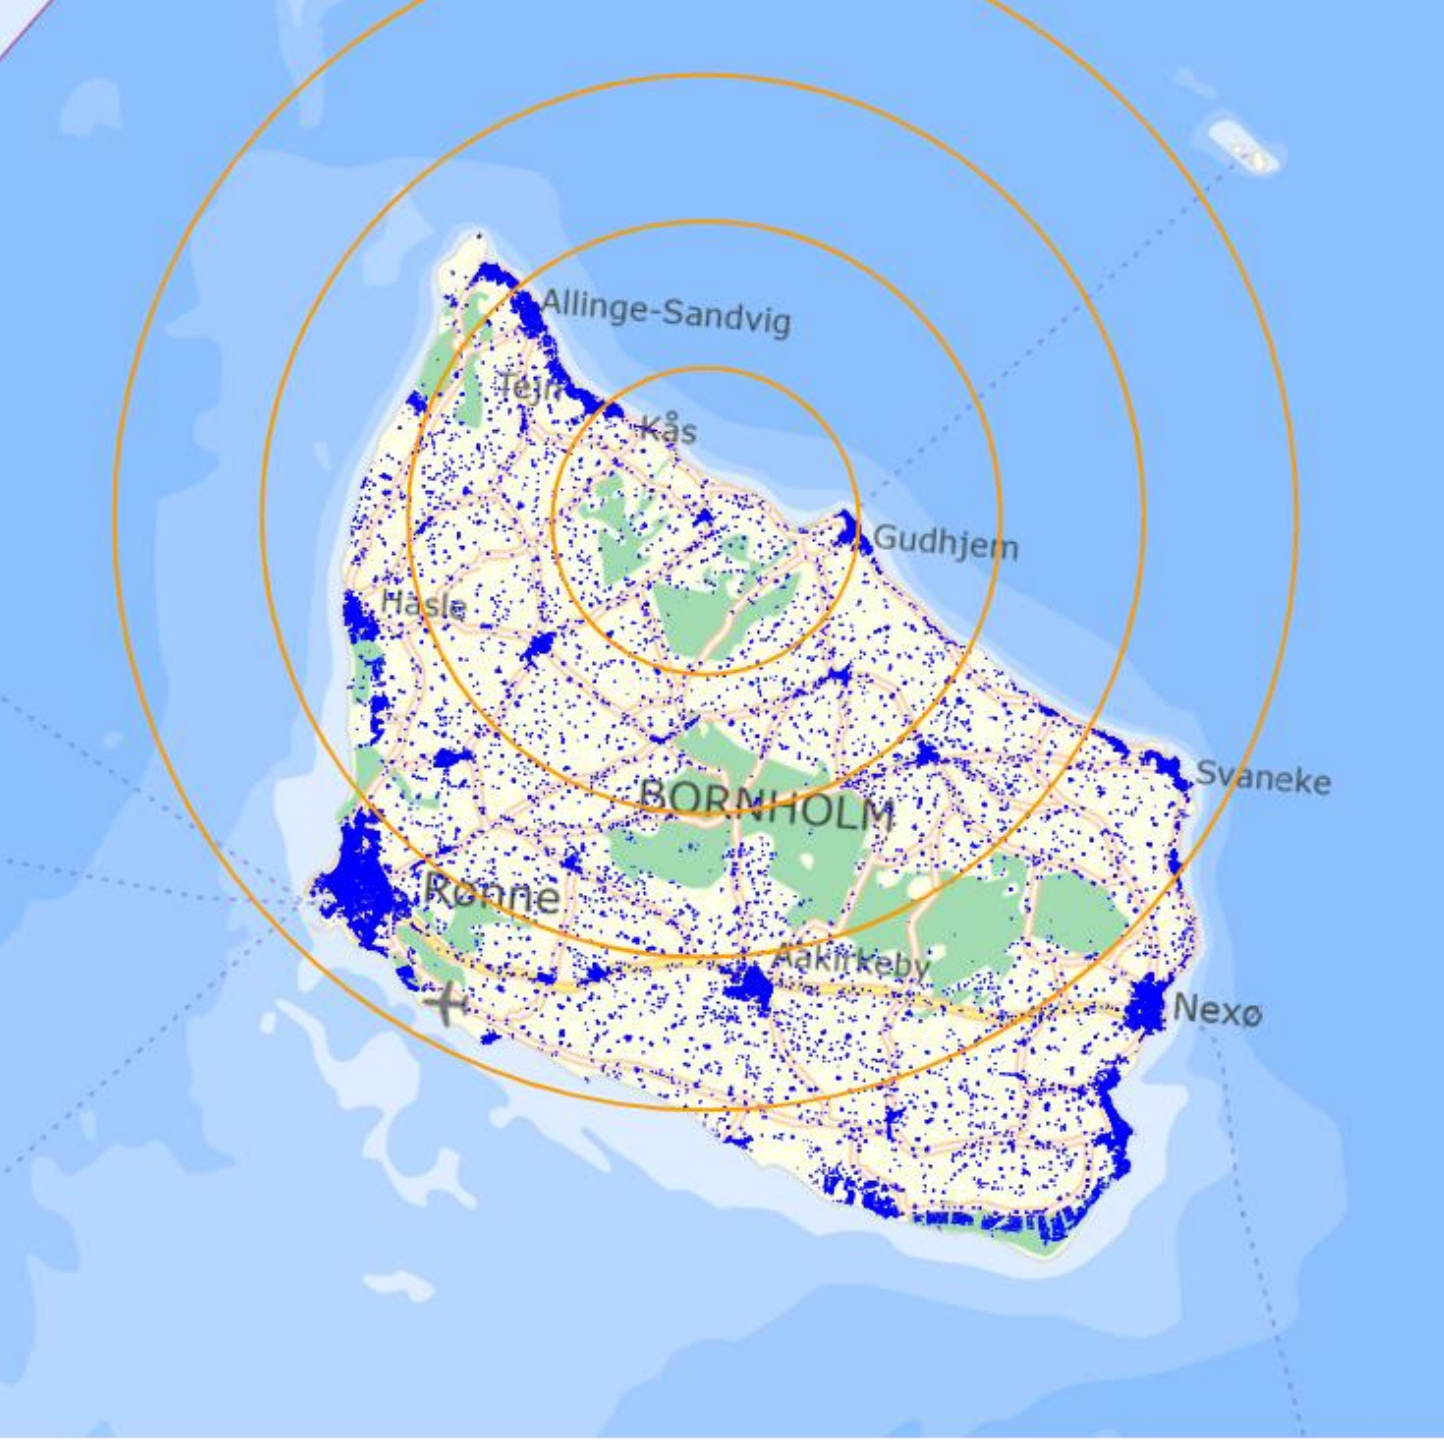 Allinge-Sandvig
Tejn
Kås
Gudhjem
Hasle
Svaneke
BORNHOLM
Rønne
Aakirkeby
Nexø